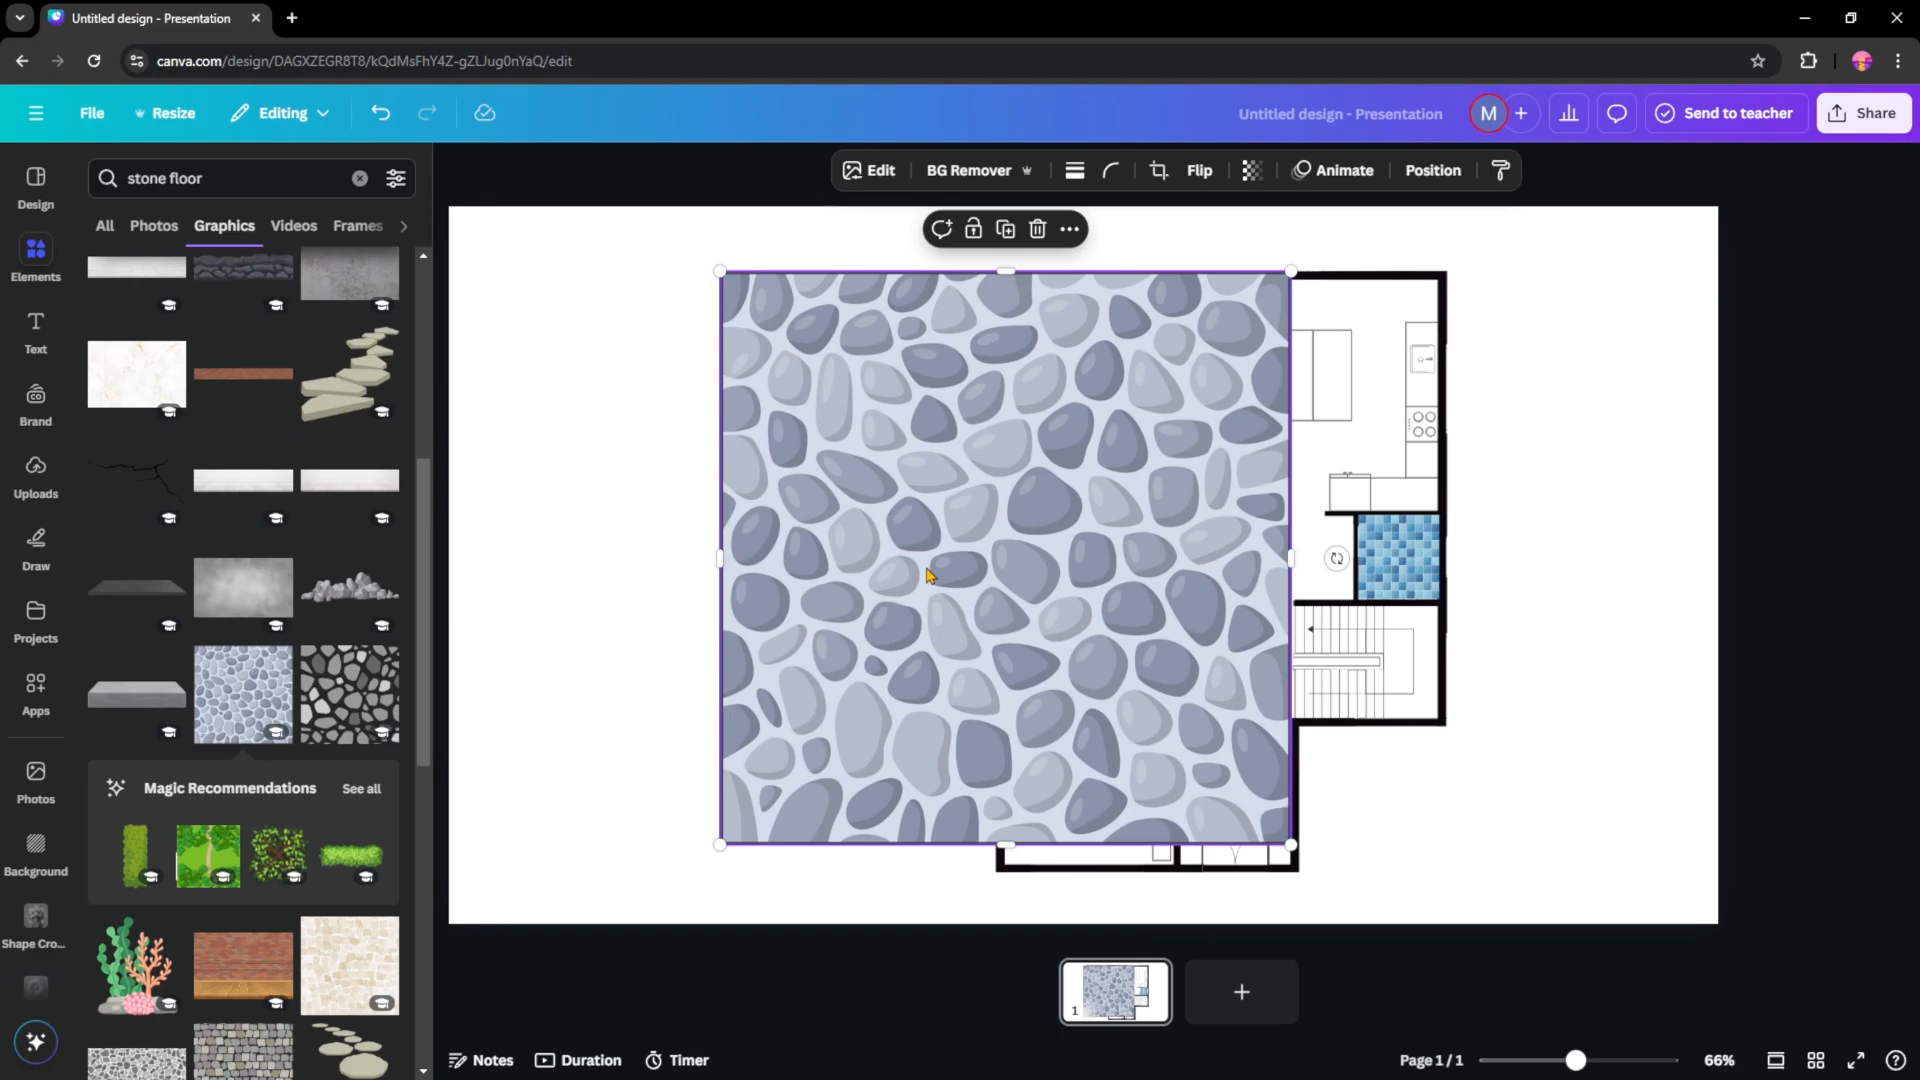 Untitled design - Presentation
canva.com/design/DAGXZEGR8T8/kQdMsFhY4Z-gZLJug0nYaQ/edit
File
Resize
Editing
Untitled design - Presentation
M
Send to teacher
Share
Design
Elements
Text
Brand
Uploads
Draw
Projects
Apps
Photos
Background
Shape Cro...
stone floor
All
Photos
Graphics
Videos
Frames
Magic Recommendations
See all
Edit
BG Remover
Flip
Animate
Position
1
Notes
Duration
Timer
Page 1 / 1
66%